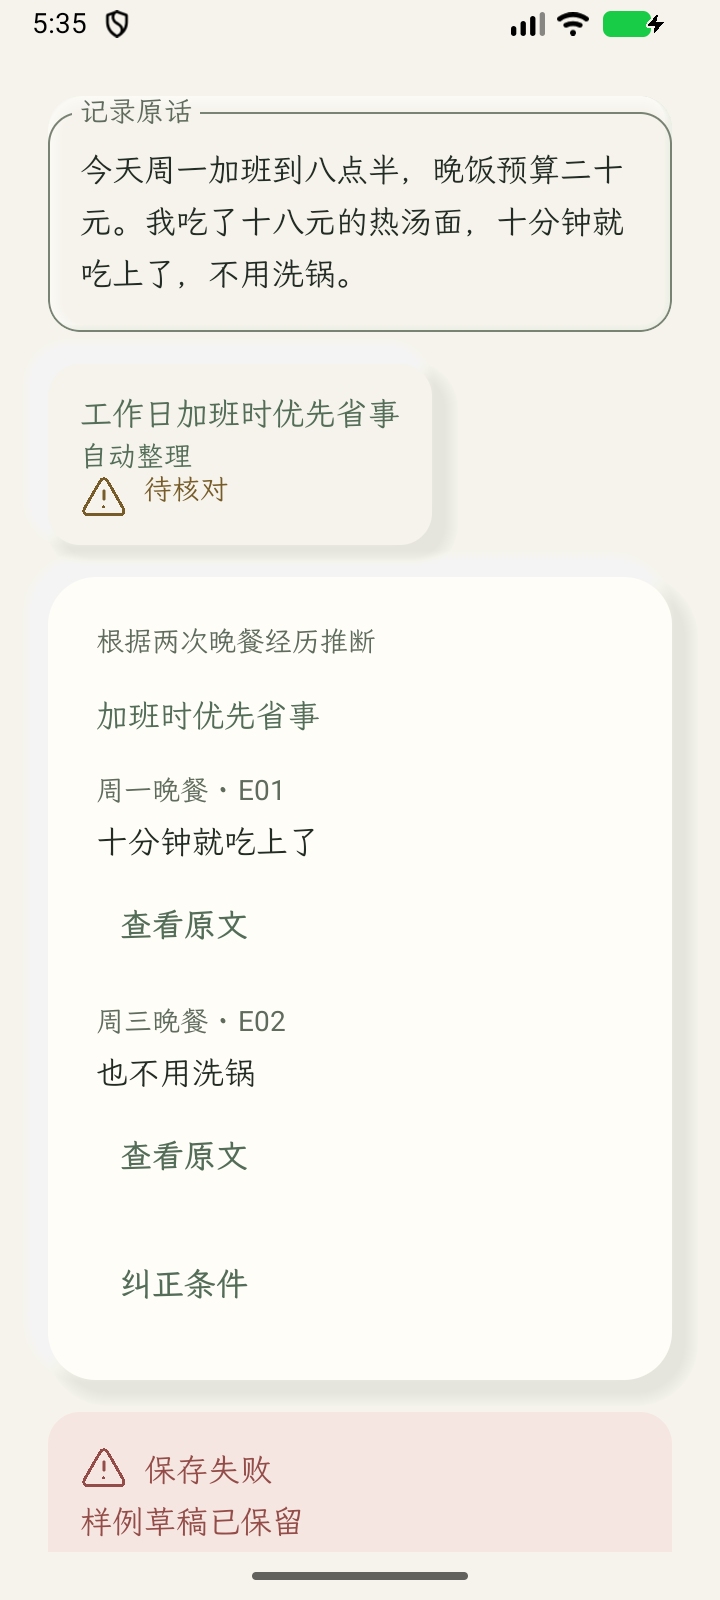 5:35
记录原话
今天周一加班到八点半，晚饭预算二十
元。我吃了十八元的热汤面，十分钟就
吃上了，不用洗锅。
工作日加班时优先省事
自动整理
待核对
根据两次晚餐经历推断
加班时优先省事
周一晚餐·E01
十分钟就吃上了
查看原文
周三晚餐·E02
也不用洗锅
查看原文
纠正条件
保存失败
样例草稿已保留